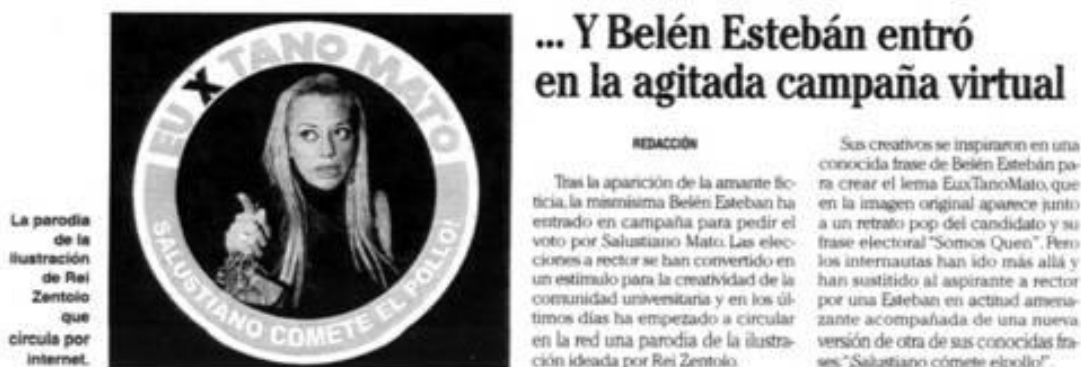 EU X TANO MATO
SALUSTIANO COMETE EL POLLO!
La parodia
de la
ilustración
de Rei
Zentolo
que
circula por
internet.
... Y Belén Estebán entró
en la agitada campaña virtual
REDACCIÓN
Tras la aparición de la amante fic-
ticia, la mismísima Belén Esteban ha
entrado en campaña para pedir el
voto por Salustiano Mato. Las elec-
ciones a rector se han convertido en
un estímulo para la creatividad de la
comunidad universitaria y en los úl-
timos días ha empezado a circular
en la red una parodia de la ilustra-
ción ideada por Rei Zentolo.
Sus creativos se inspiraron en una
conocida frase de Belén Estebán pa-
ra crear el lema EuxTanoMato, que
en la imagen original aparece junto
a un retrato pop del candidato y su
frase electoral "Somos Quen". Pero
los internautas han ido más allá y
han sustitido al aspirante a rector
por una Esteban en actitud amena-
zante acompañada de una nueva
versión de otra de sus conocidas fra-
ses: "¡Salustiano cómete elpollo!".